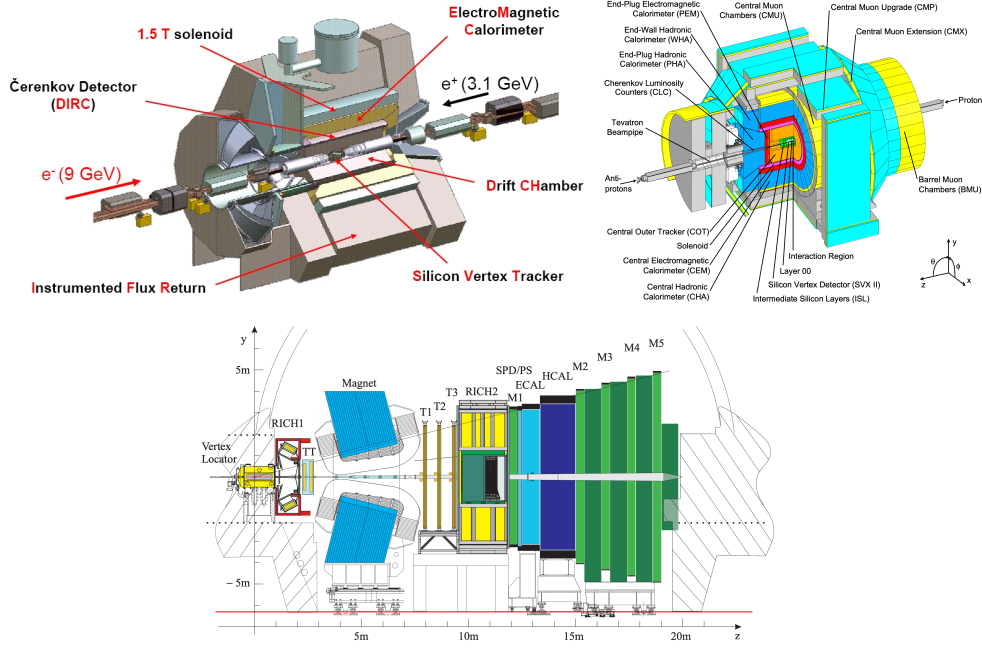 ElectroMagnetic
Calorimeter
1.5 T solenoid
e⁺ (3.1 GeV)
Čerenkov Detector
(DIRC)
e⁻ (9 GeV)
Drift CHamber
Silicon Vertex Tracker
Instrumented Flux Return
End-Plug Electromagnetic
Calorimeter (PEM)
End-Wall Hadronic
Calorimeter (WHA)
End-Plug Hadronic
Calorimeter (PHA)
Cherenkov Luminosity
Counters (CLC)
Tevatron
Beampipe
Anti-
protons
Central Muon
Chambers (CMU)
Central Muon Upgrade (CMP)
Central Muon Extension (CMX)
Proton
Barrel Muon
Chambers (BMU)
Central Outer Tracker (COT)
Solenoid
Central Electromagnetic
Calorimeter (CEM)
Central Hadronic
Calorimeter (CHA)
Interaction Region
Layer 00
Silicon Vertex Detector (SVX II)
Intermediate Silicon Layers (ISL)
y
θ
φ
z
x
y
5m
Magnet
T1
T2
T3
RICH2
SPD/PS
M1
ECAL
HCAL
M2
M3
M4
M5
RICH1
Vertex
Locator
TT
−5m
5m
10m
15m
20m
z